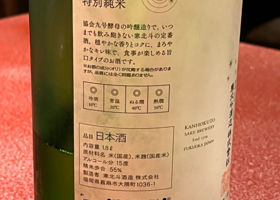 特別純米
協会九号酵母の吟醸造りで、いつ
までも飲み飽きない寒北斗の定番
酒。穏やかな香りとコクに、まろや
かなキレ味で、食事が楽しめる辛
口タイプのお酒です。
冷酒
常温
ぬる燗
熱燗
品目 日本酒
内容量 1.8ℓ
原材料 米(国産)、米麹(国産米)
アルコール分 15度
精米歩合 55%
製造者 寒北斗酒造株式会社
福岡県嘉麻市大隈町1036-1
KANHOKUTO
SAKE BREWERY
FUKUOKA Japan